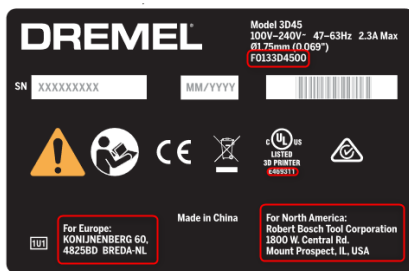 DREMEL
Model 3D45
100V-240V~ 47-63Hz 2.3A Max
Ø1.75mm (0.069")
F0133D4500
SN XXXXXXXXX
MM/YYYY
CE
C UL US
LISTED
3D PRINTER
E469311
Made in China
1U1
For Europe:
KONIJNENBERG 60,
4825BD BREDA-NL
For North America:
Robert Bosch Tool Corporation
1800 W. Central Rd.
Mount Prospect, IL, USA